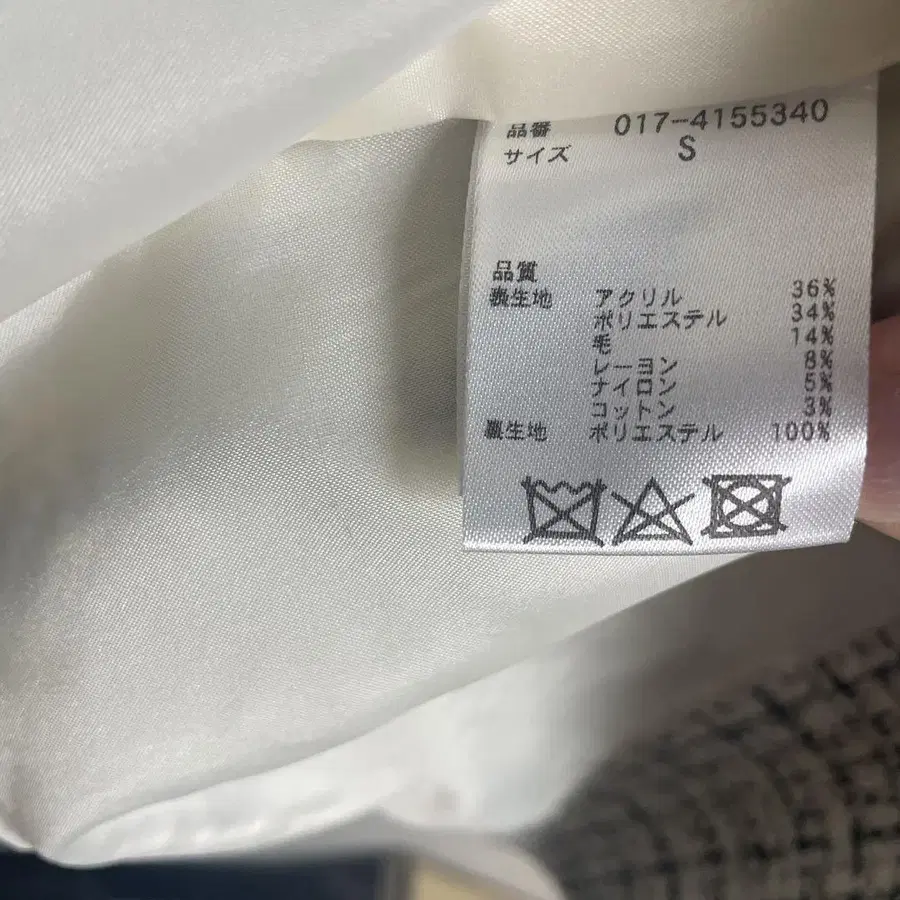 品番 017-4155340
サイズ S
品質
表生地 アクリル 36%
ポリエステル 34%
毛 14%
レーヨン 8%
ナイロン 5%
コットン 3%
裏生地 ポリエステル 100%